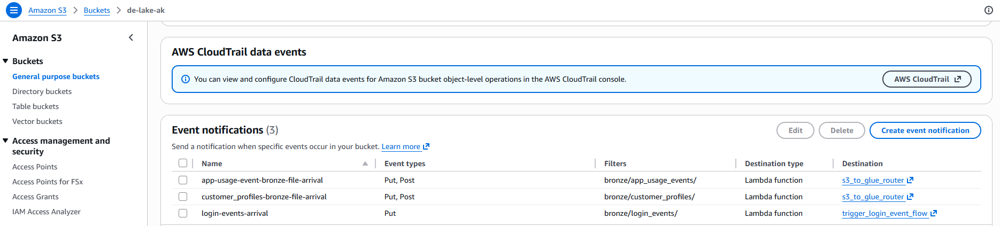 Amazon S3 > Buckets > de-lake-ak
Amazon S3
Buckets
General purpose buckets
Directory buckets
Table buckets
Vector buckets
Access management and
security
Access Points
Access Points for FSx
Access Grants
IAM Access Analyzer
AWS CloudTrail data events
You can view and configure CloudTrail data events for Amazon S3 bucket object-level operations in the AWS CloudTrail console. AWS CloudTrail
Event notifications (3) Edit Delete Create event notification
Send a notification when specific events occur in your bucket. Learn more
Name Event types Filters Destination type Destination
app-usage-event-bronze-file-arrival Put, Post bronze/app_usage_events/ Lambda function s3_to_glue_router
customer_profiles-bronze-file-arrival Put, Post bronze/customer_profiles/ Lambda function s3_to_glue_router
login-events-arrival Put bronze/login_events/ Lambda function trigger_login_event_flow